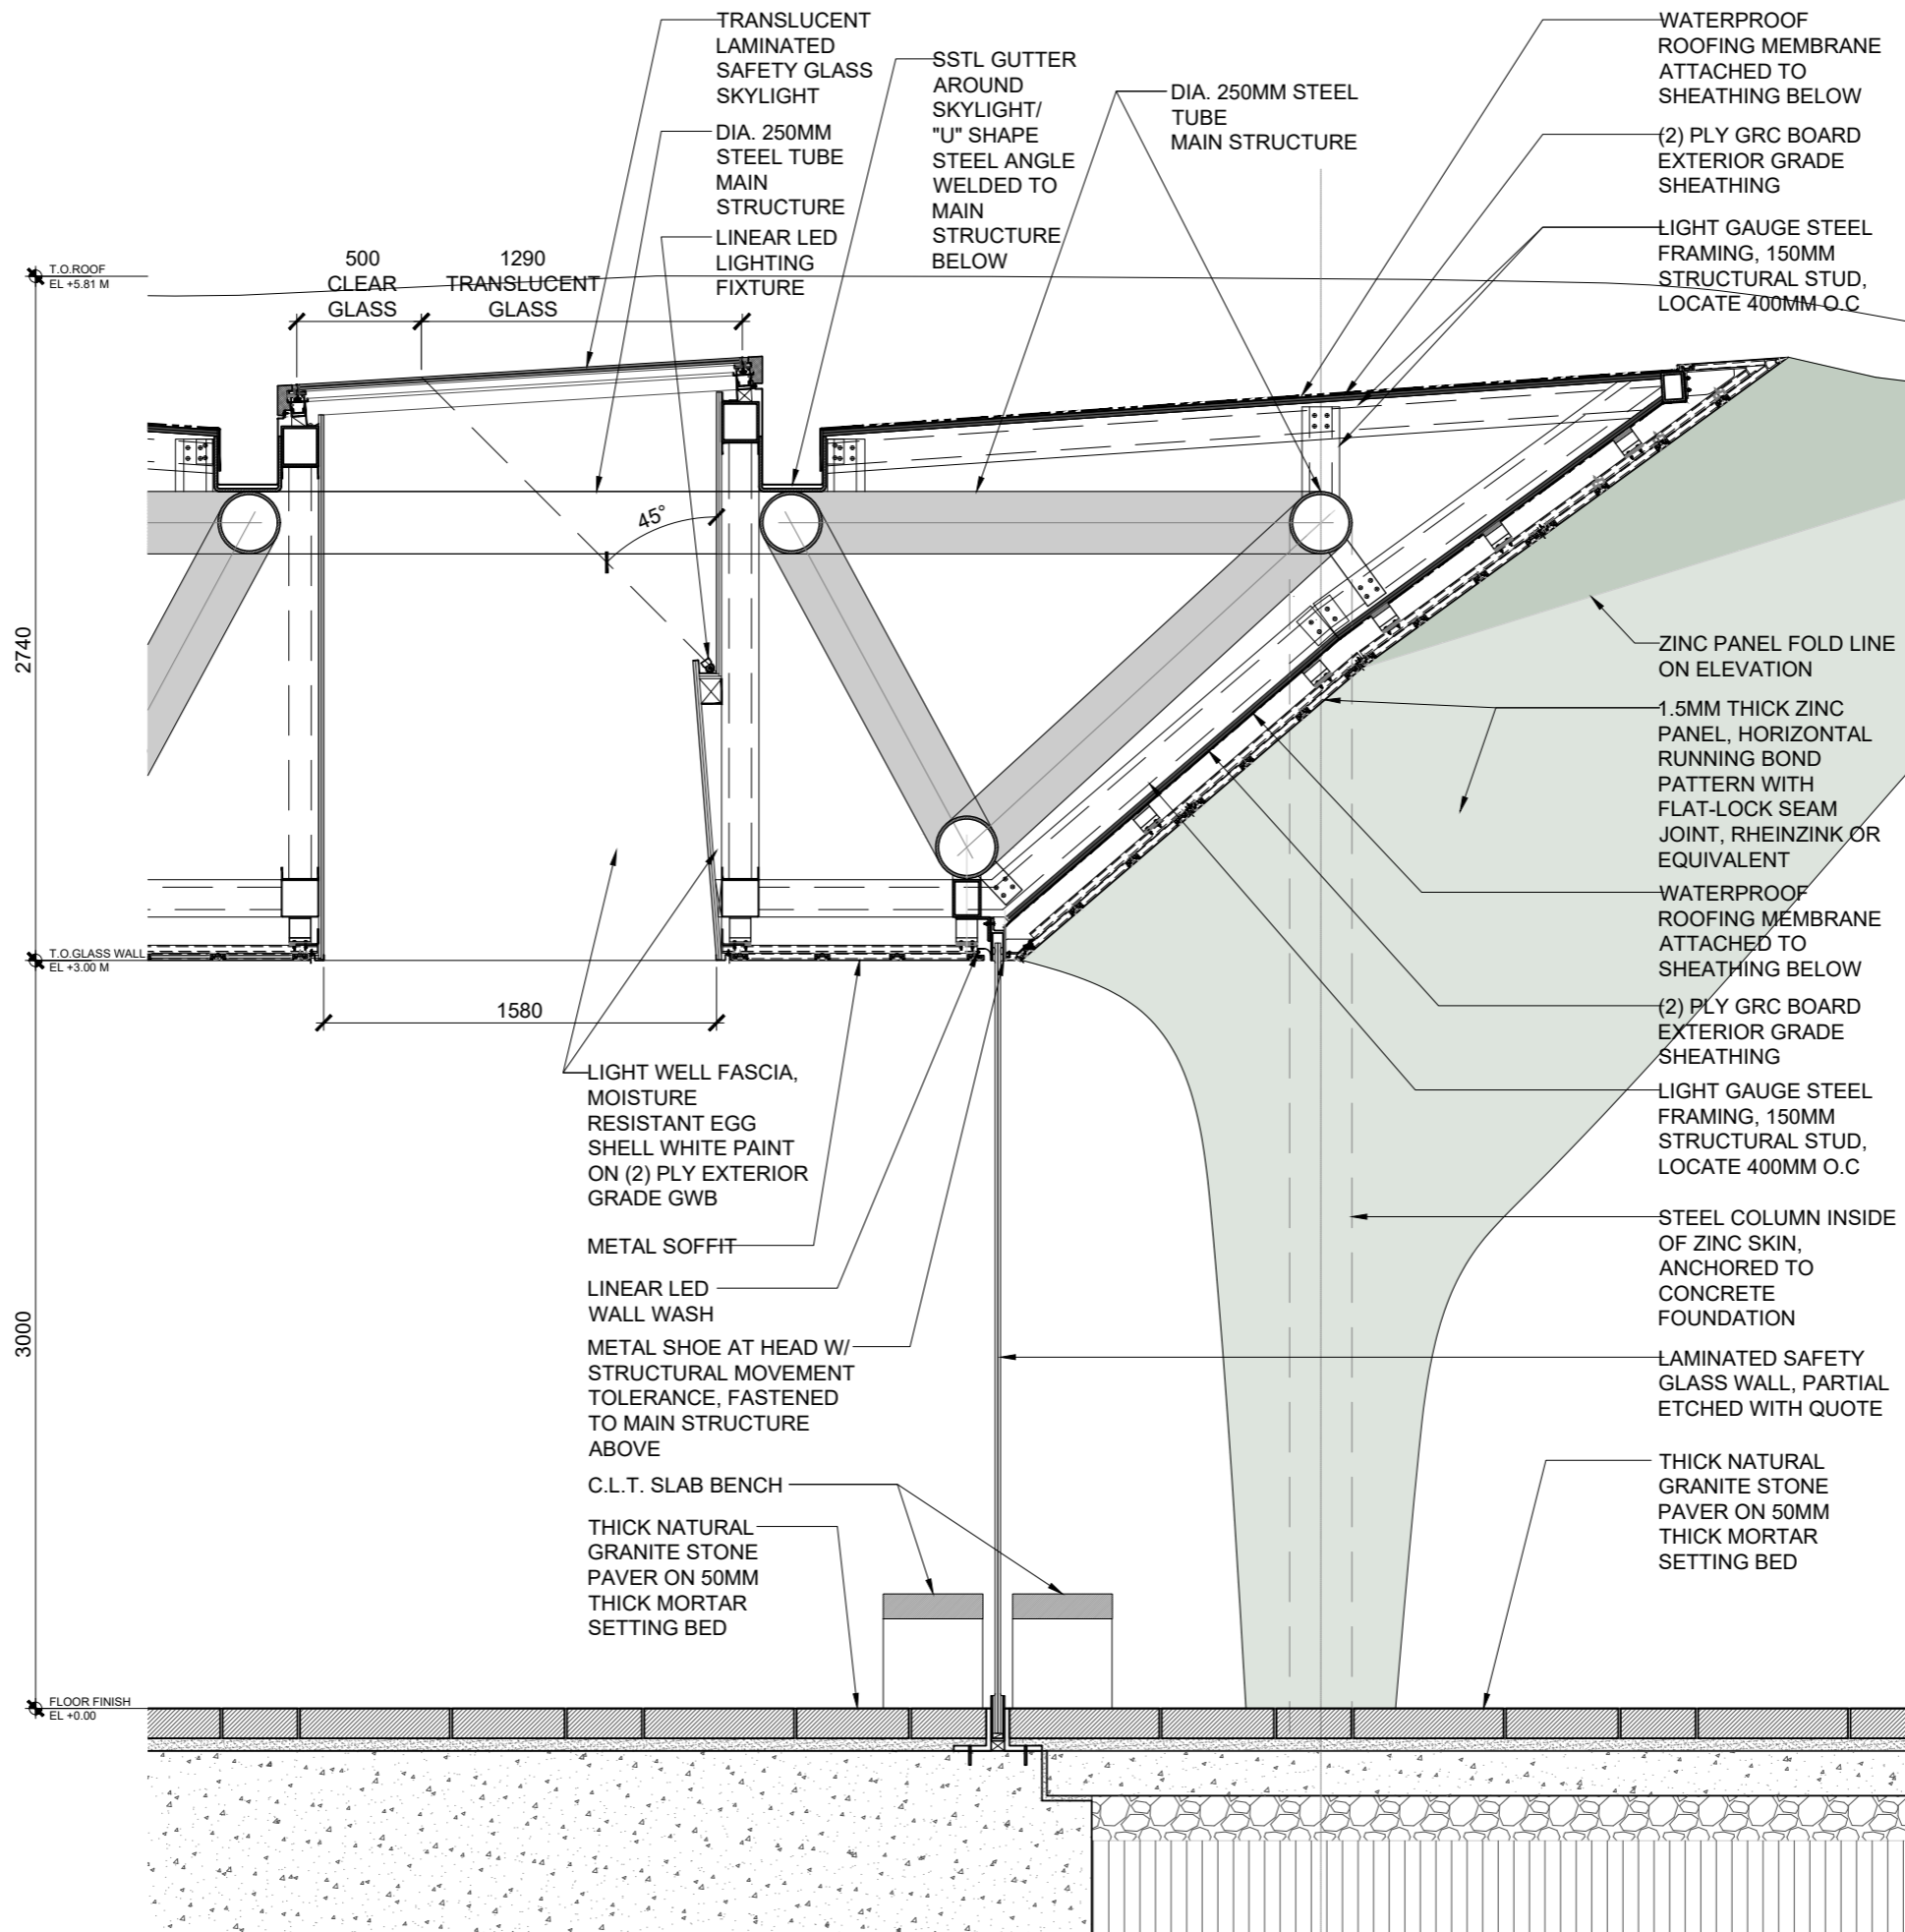 TRANSLUCENT
LAMINATED
SAFETY GLASS
SKYLIGHT
DIA. 250MM
STEEL TUBE
MAIN
STRUCTURE
LINEAR LED
LIGHTING
FIXTURE
SSTL GUTTER
AROUND
SKYLIGHT/
"U" SHAPE
STEEL ANGLE
WELDED TO
MAIN
STRUCTURE
BELOW
DIA. 250MM STEEL
TUBE
MAIN STRUCTURE
WATERPROOF
ROOFING MEMBRANE
ATTACHED TO
SHEATHING BELOW
(2) PLY GRC BOARD
EXTERIOR GRADE
SHEATHING
LIGHT GAUGE STEEL
FRAMING, 150MM
STRUCTURAL STUD,
LOCATE 400MM O.C
T.O.ROOF
EL +5.81 M
500
CLEAR
GLASS
1290
TRANSLUCENT
GLASS
45°
2740
ZINC PANEL FOLD LINE
ON ELEVATION
1.5MM THICK ZINC
PANEL, HORIZONTAL
RUNNING BOND
PATTERN WITH
FLAT-LOCK SEAM
JOINT, RHEINZINK OR
EQUIVALENT
WATERPROOF
ROOFING MEMBRANE
ATTACHED TO
SHEATHING BELOW
(2) PLY GRC BOARD
EXTERIOR GRADE
SHEATHING
LIGHT GAUGE STEEL
FRAMING, 150MM
STRUCTURAL STUD,
LOCATE 400MM O.C
STEEL COLUMN INSIDE
OF ZINC SKIN,
ANCHORED TO
CONCRETE
FOUNDATION
LAMINATED SAFETY
GLASS WALL, PARTIAL
ETCHED WITH QUOTE
THICK NATURAL
GRANITE STONE
PAVER ON 50MM
THICK MORTAR
SETTING BED
T.O.GLASS WALL
EL +3.00 M
1580
LIGHT WELL FASCIA,
MOISTURE
RESISTANT EGG
SHELL WHITE PAINT
ON (2) PLY EXTERIOR
GRADE GWB
METAL SOFFIT
LINEAR LED
WALL WASH
METAL SHOE AT HEAD W/
STRUCTURAL MOVEMENT
TOLERANCE, FASTENED
TO MAIN STRUCTURE
ABOVE
C.L.T. SLAB BENCH
THICK NATURAL
GRANITE STONE
PAVER ON 50MM
THICK MORTAR
SETTING BED
3000
FLOOR FINISH
EL +0.00